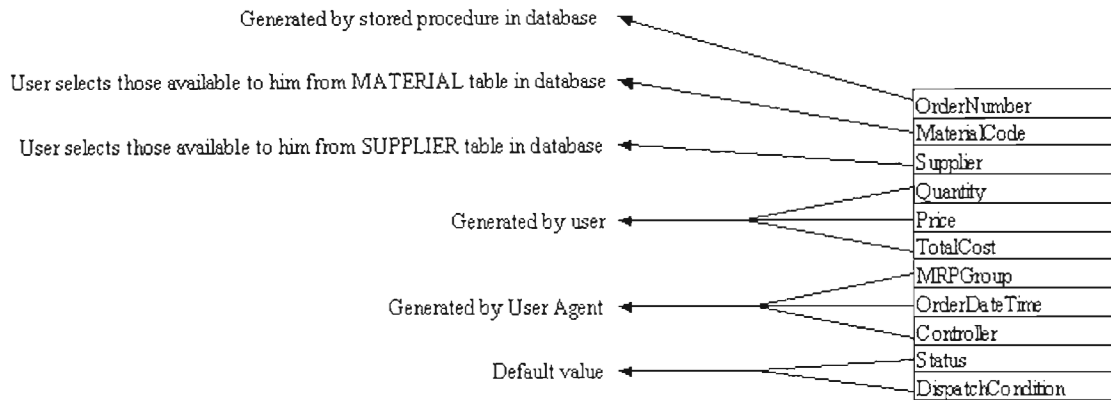 Generated by stored procedure in database
User selects those available to him from MATERIAL table in database
User selects those available to him from SUPPLIER table in database
Generated by user
Generated by User Agent
Default value
OrderNumber
MaterialCode
Supplier
Quantity
Price
TotalCost
MRPGroup
OrderDateTime
Controller
Status
DispatchCondition